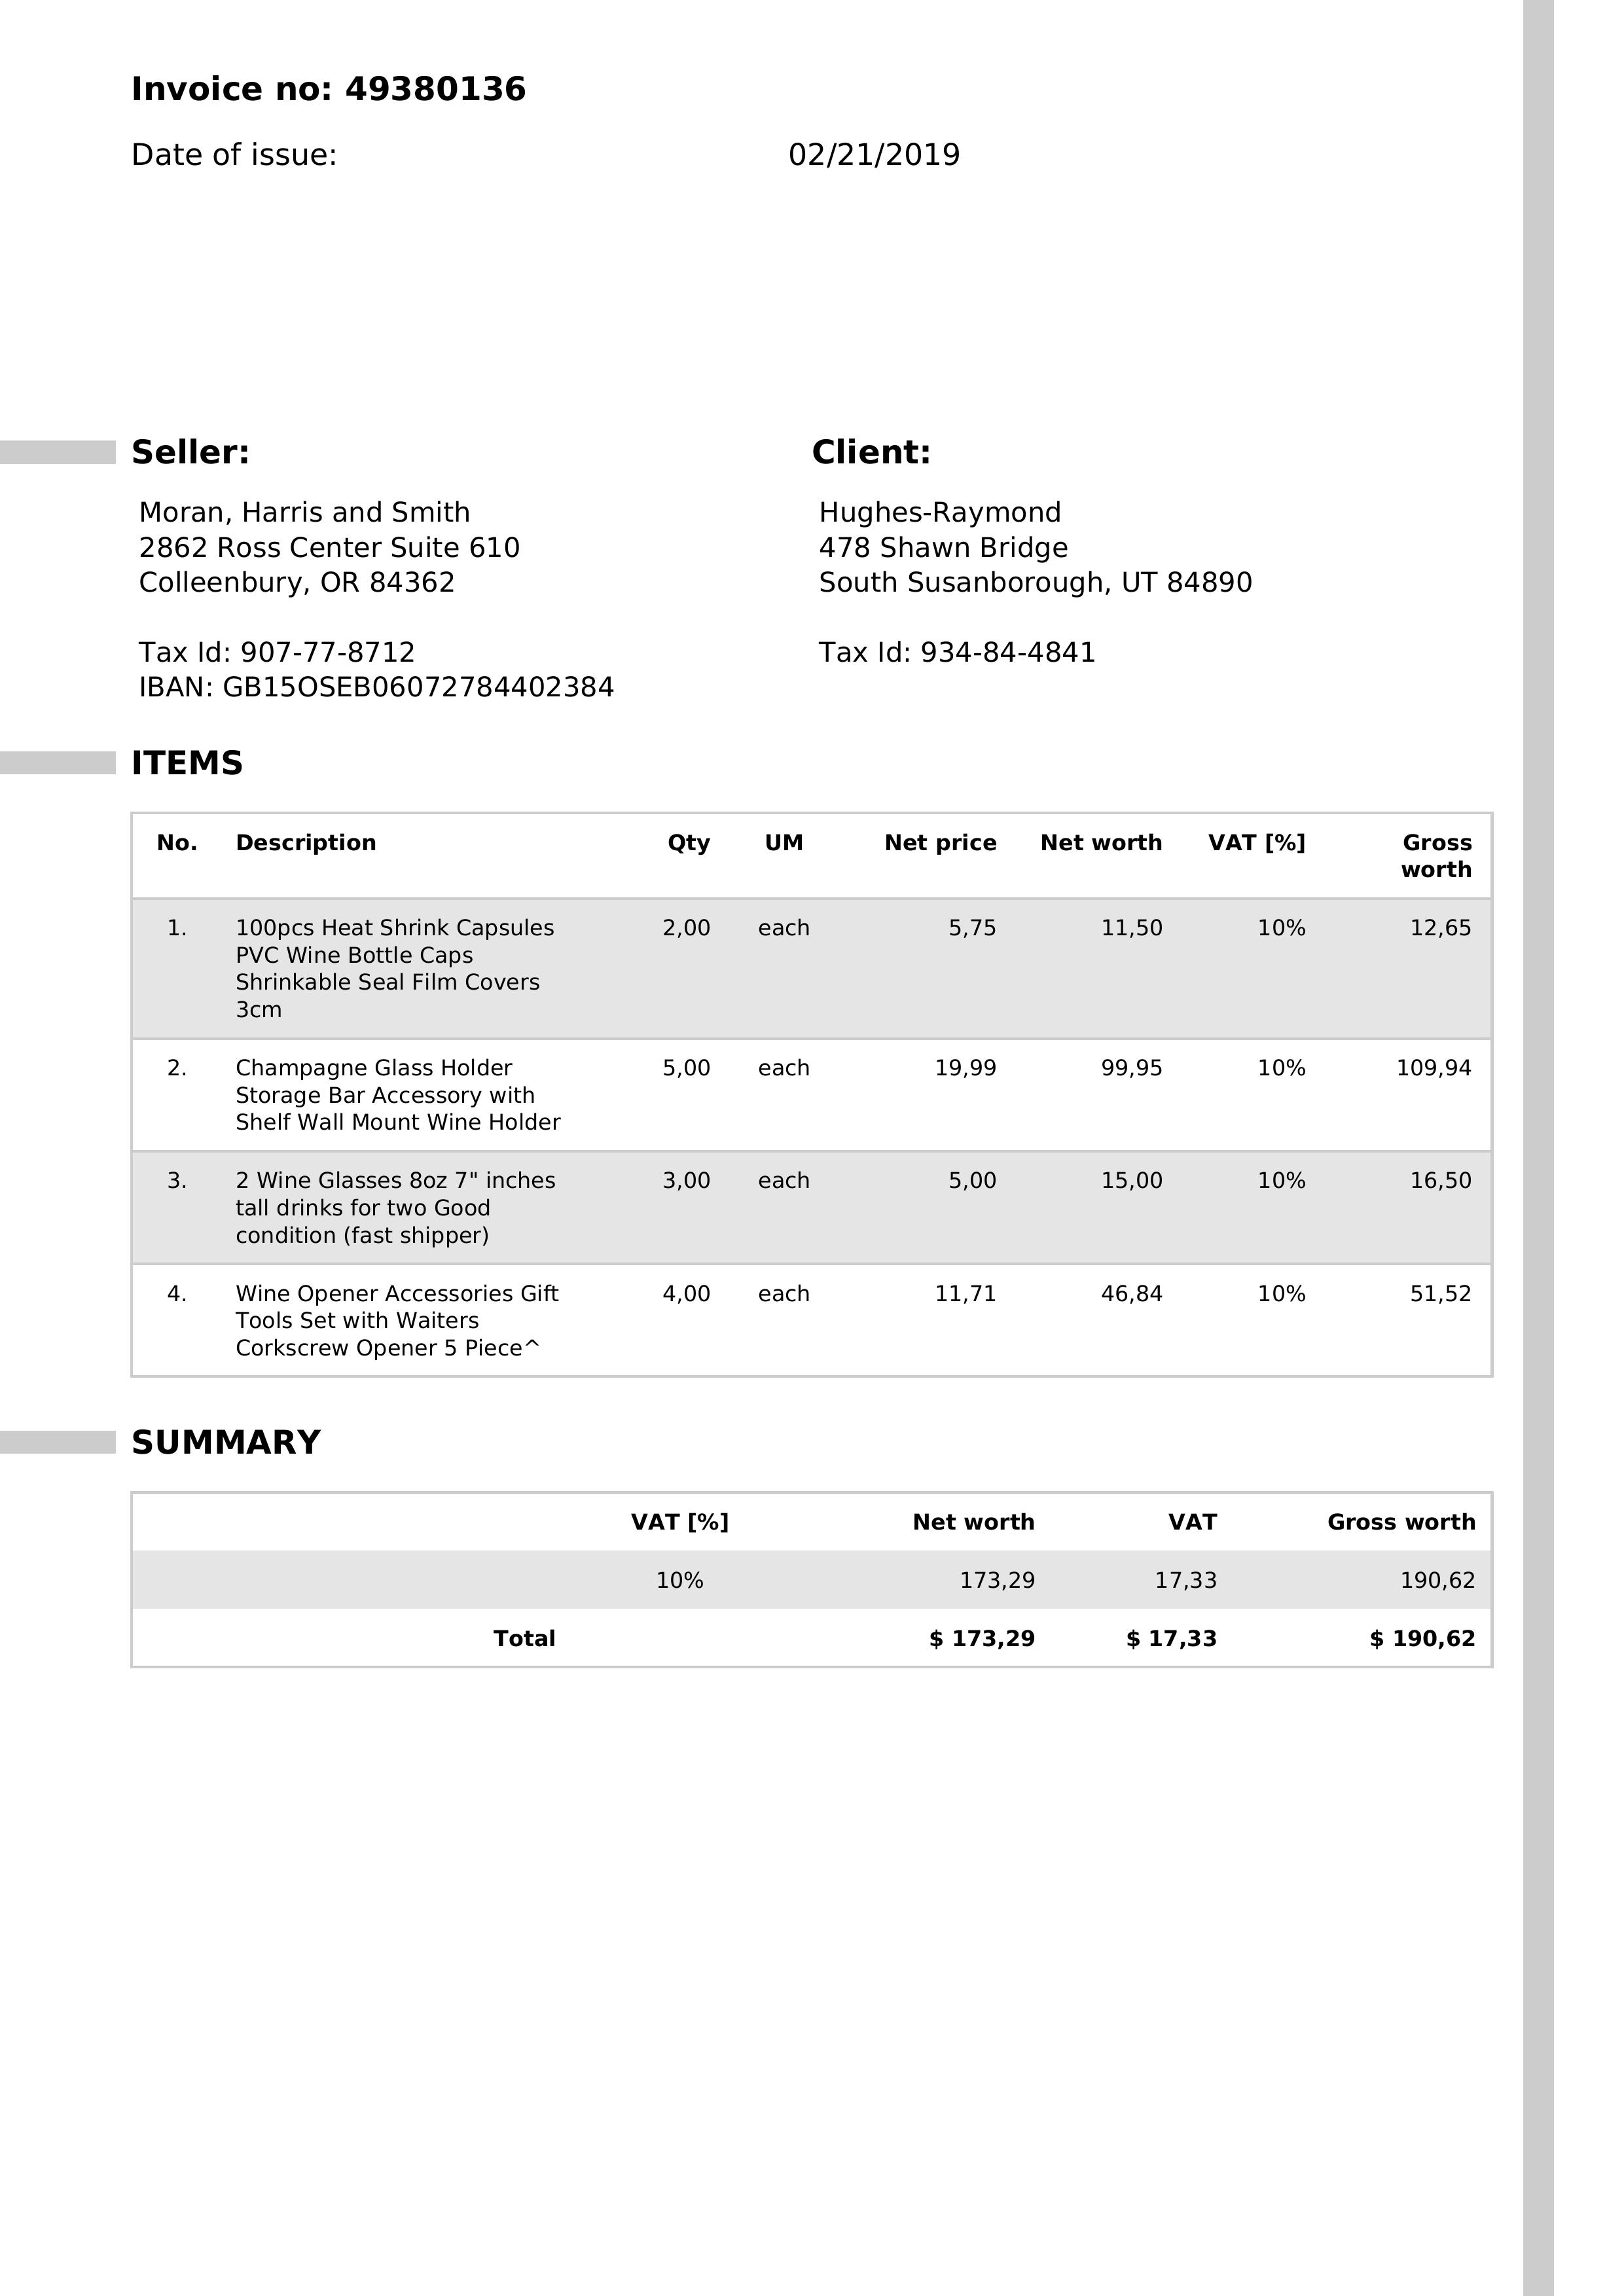 Invoice no: 49380136
Date of issue: 02/21/2019
Seller:
Moran, Harris and Smith
2862 Ross Center Suite 610
Colleenbury, OR 84362
Tax Id: 907-77-8712
IBAN: GB15OSEB06072784402384
Client:
Hughes-Raymond
478 Shawn Bridge
South Susanborough, UT 84890
Tax Id: 934-84-4841
ITEMS
No. Description Qty UM Net price Net worth VAT [%] Gross
worth
1. 100pcs Heat Shrink Capsules 2,00 each 5,75 11,50 10% 12,65
PVC Wine Bottle Caps
Shrinkable Seal Film Covers
3cm
2. Champagne Glass Holder 5,00 each 19,99 99,95 10% 109,94
Storage Bar Accessory with
Shelf Wall Mount Wine Holder
3. 2 Wine Glasses 8oz 7" inches 3,00 each 5,00 15,00 10% 16,50
tall drinks for two Good
condition (fast shipper)
4. Wine Opener Accessories Gift 4,00 each 11,71 46,84 10% 51,52
Tools Set with Waiters
Corkscrew Opener 5 Piece^
SUMMARY
VAT [%] Net worth VAT Gross worth
10% 173,29 17,33 190,62
Total $ 173,29 $ 17,33 $ 190,62